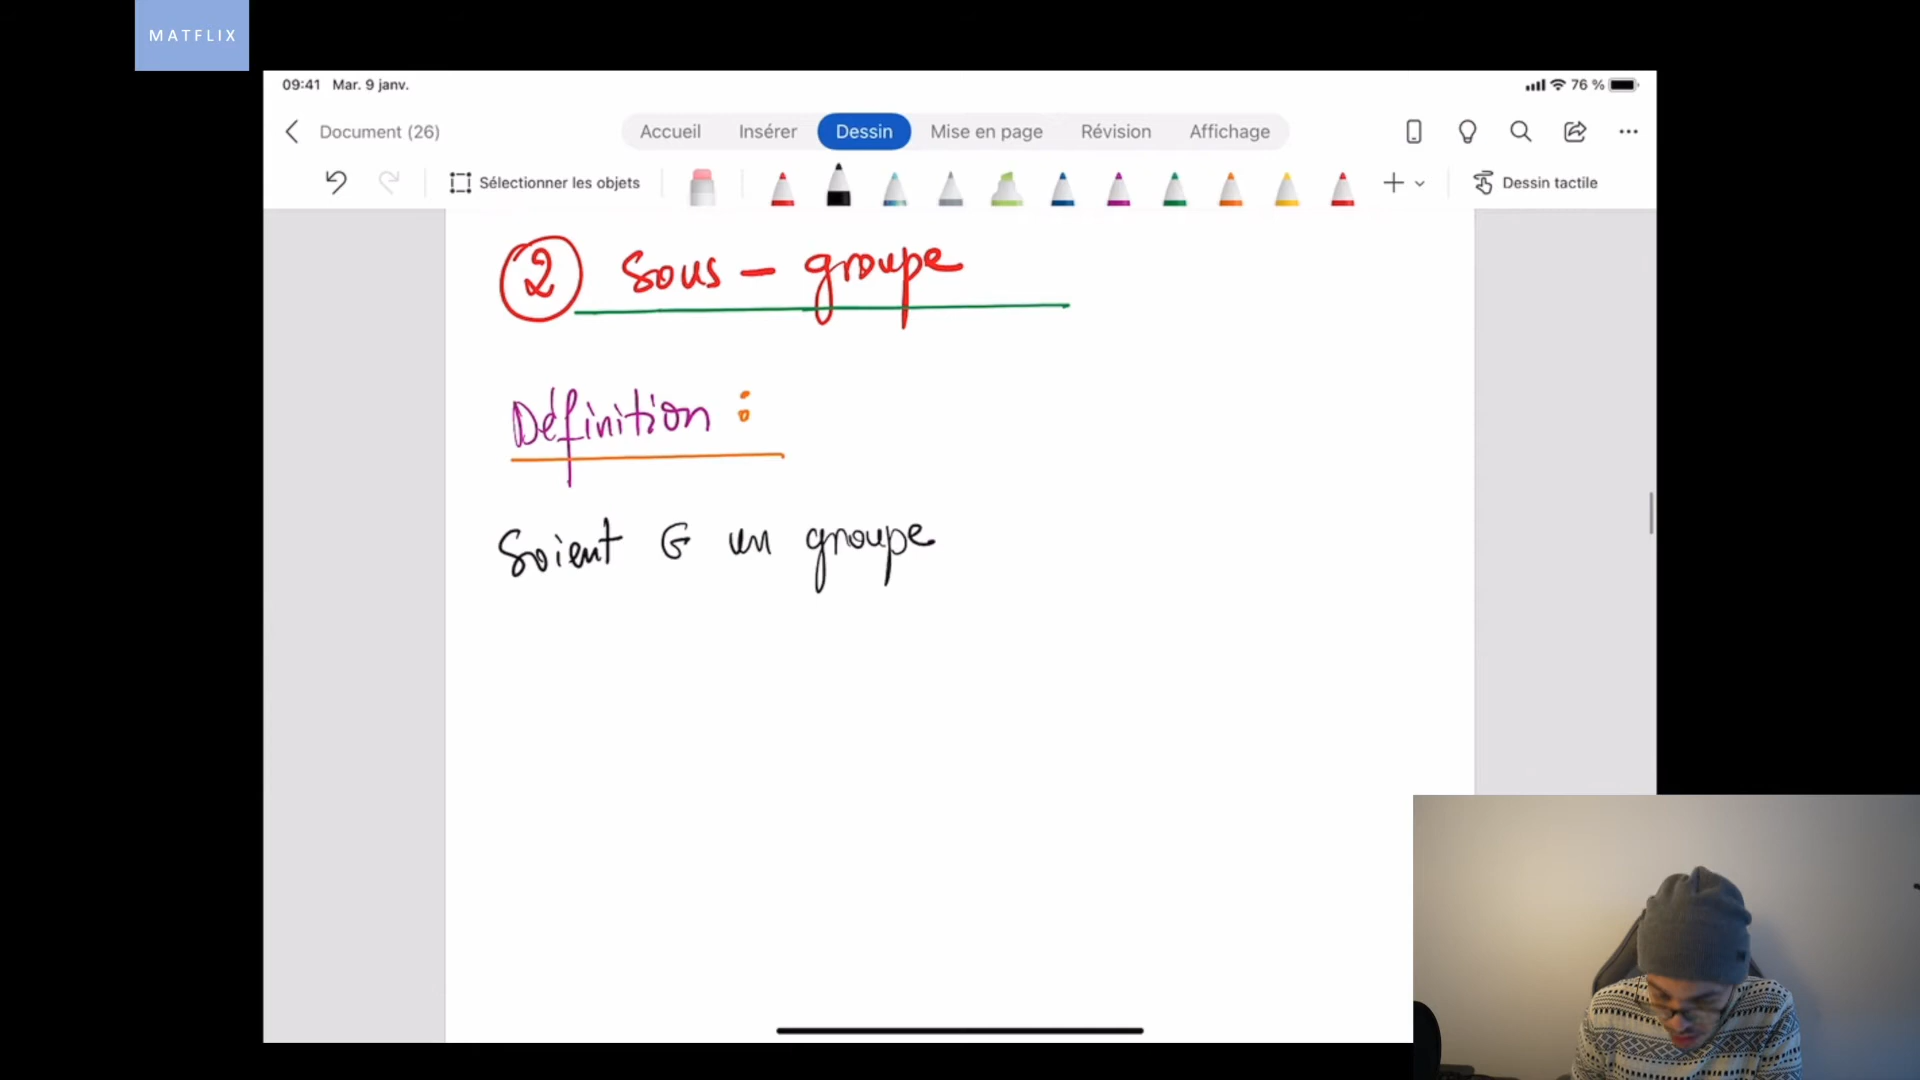 MATFLIX
09:41 Mar. 9 janv. 76 %
Document (26) Accueil Insérer Dessin Mise en page Révision Affichage
Sélectionner les objets Dessin tactile
2 Sous - groupe
Définition :
Soient G un groupe